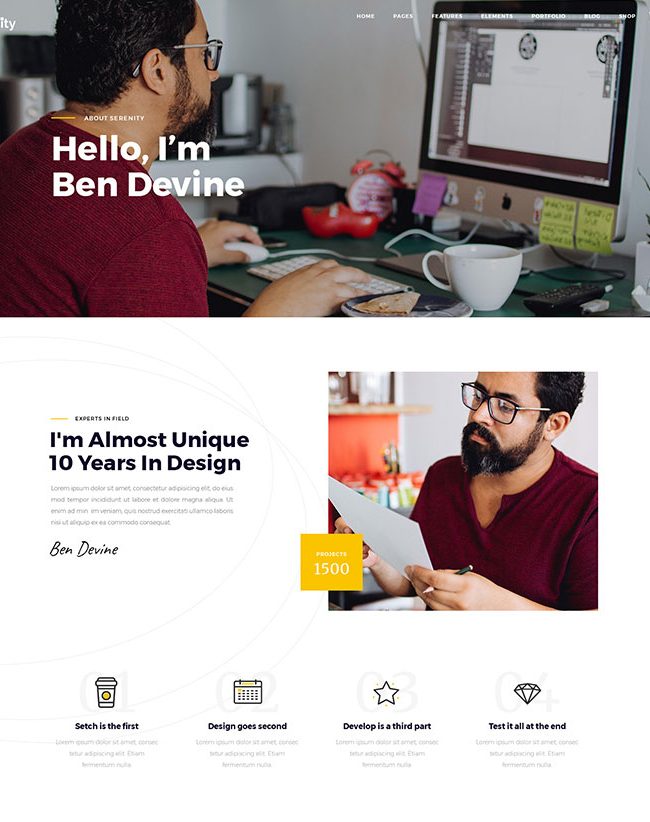 ity
HOME PAGES FEATURES ELEMENTS PORTFOLIO BLOG SHOP
ABOUT SERENITY
Hello, I’m
Ben Devine
EXPERTS IN FIELD
I'm Almost Unique
10 Years In Design
Lorem ipsum dolor sit amet, consectetur adipisicing elit, do eius
mod tempor incididunt ut labore et dolore magna aliqua. Ut
enim ad min im veniam, quis nostrud exercitati ullamco laboris
nisi ut aliquip ex ea commodo consequat.
Ben Devine
PROJECTS
1500
01 02 03 04
Setch is the first
Lorem ipsum dolor sit amet, consec
tetur adipiscing elit. Etiam
fermentum nulla.
Design goes second
Lorem ipsum dolor sit amet, consec
tetur adipiscing elit. Etiam
fermentum nulla.
Develop is a third part
Lorem ipsum dolor sit amet, consec
tetur adipiscing elit. Etiam
fermentum nulla.
Test it all at the end
Lorem ipsum dolor sit amet, consec
tetur adipiscing elit. Etiam
fermentum nulla.